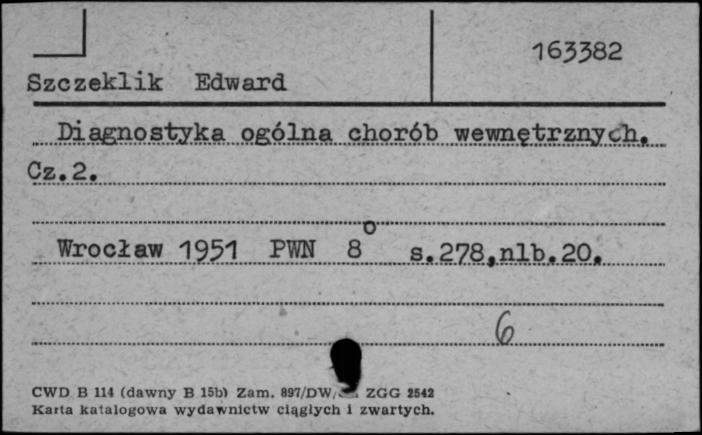 163382
Szczeklik Edward
Diagnostyka ogólna chorób wewnętrznych.
Cz.2.
Wrocław 1951 PWN 8° s.278,nlb.20.
6
CWD B 114 (dawny B 15b) Zam. 897/DW/ ZGG 2542
Karta katalogowa wydawnictw ciągłych i zwartych.